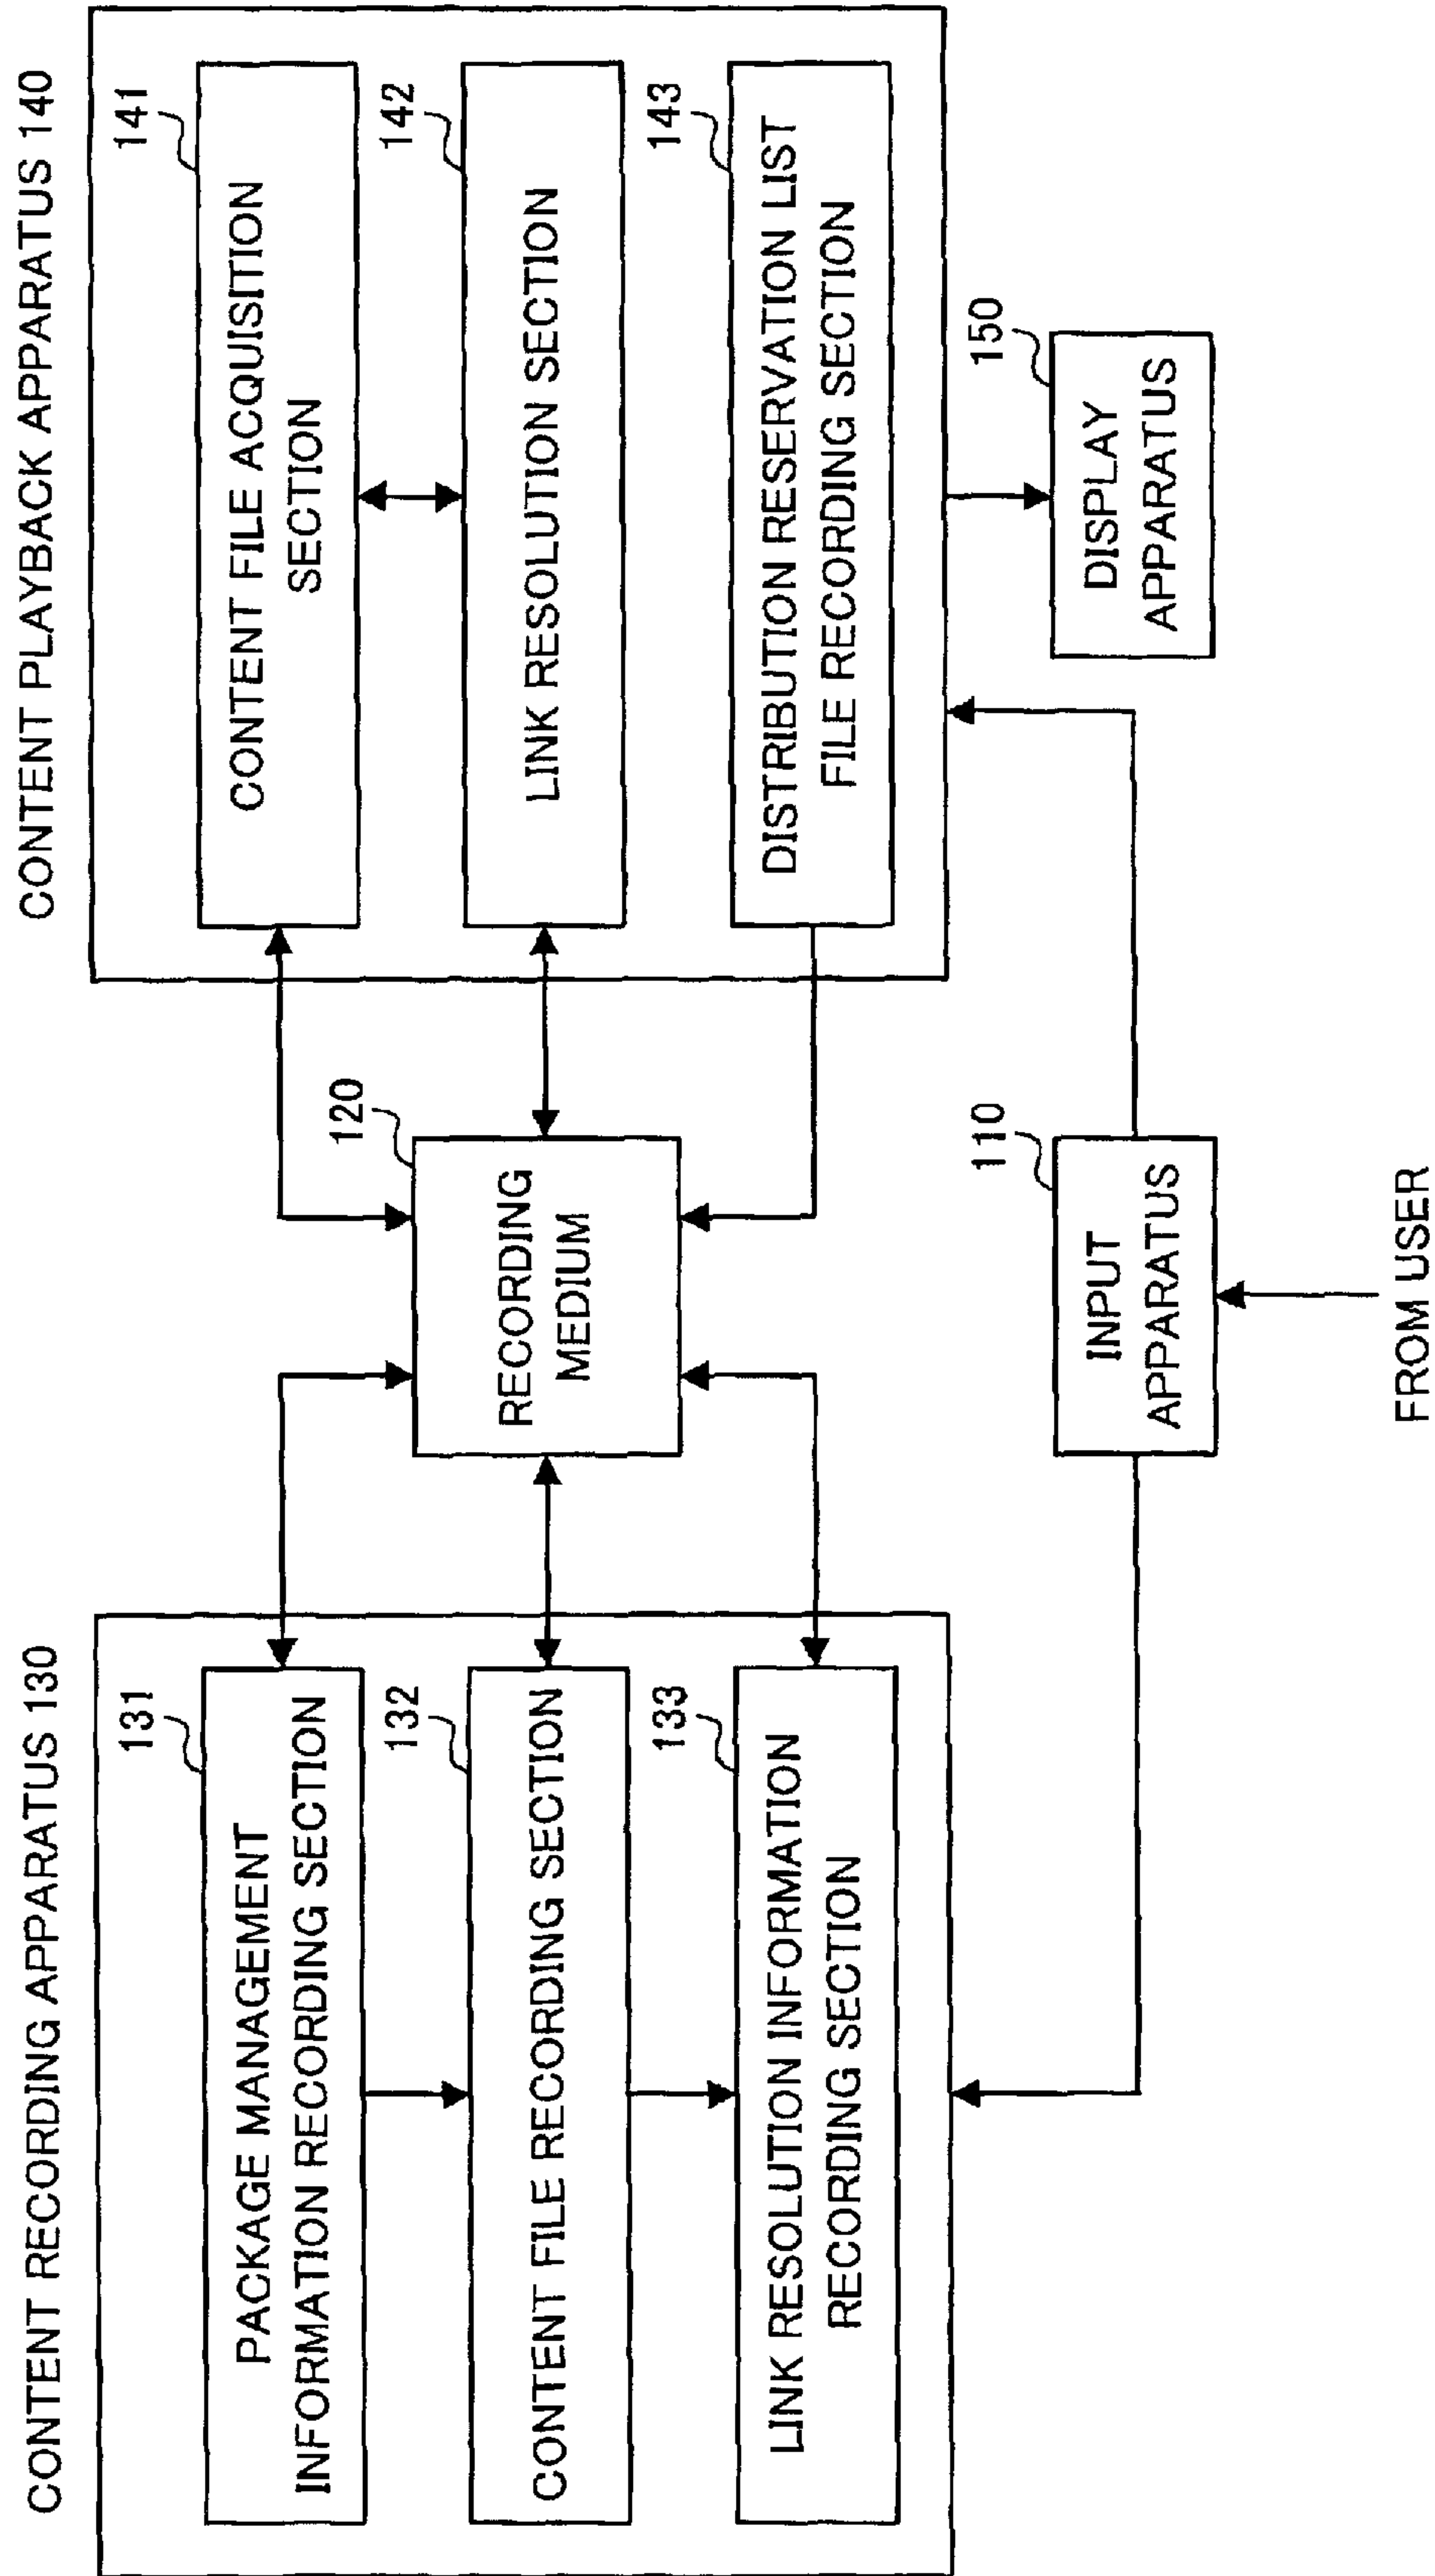 CONTENT RECORDING APPARATUS 130
131
PACKAGE MANAGEMENT
INFORMATION RECORDING SECTION
132
CONTENT FILE RECORDING SECTION
133
LINK RESOLUTION INFORMATION
RECORDING SECTION
120
RECORDING
MEDIUM
CONTENT PLAYBACK APPARATUS 140
141
CONTENT FILE ACQUISITION
SECTION
142
LINK RESOLUTION SECTION
143
DISTRIBUTION RESERVATION LIST
FILE RECORDING SECTION
110
INPUT
APPARATUS
150
DISPLAY
APPARATUS
FROM USER